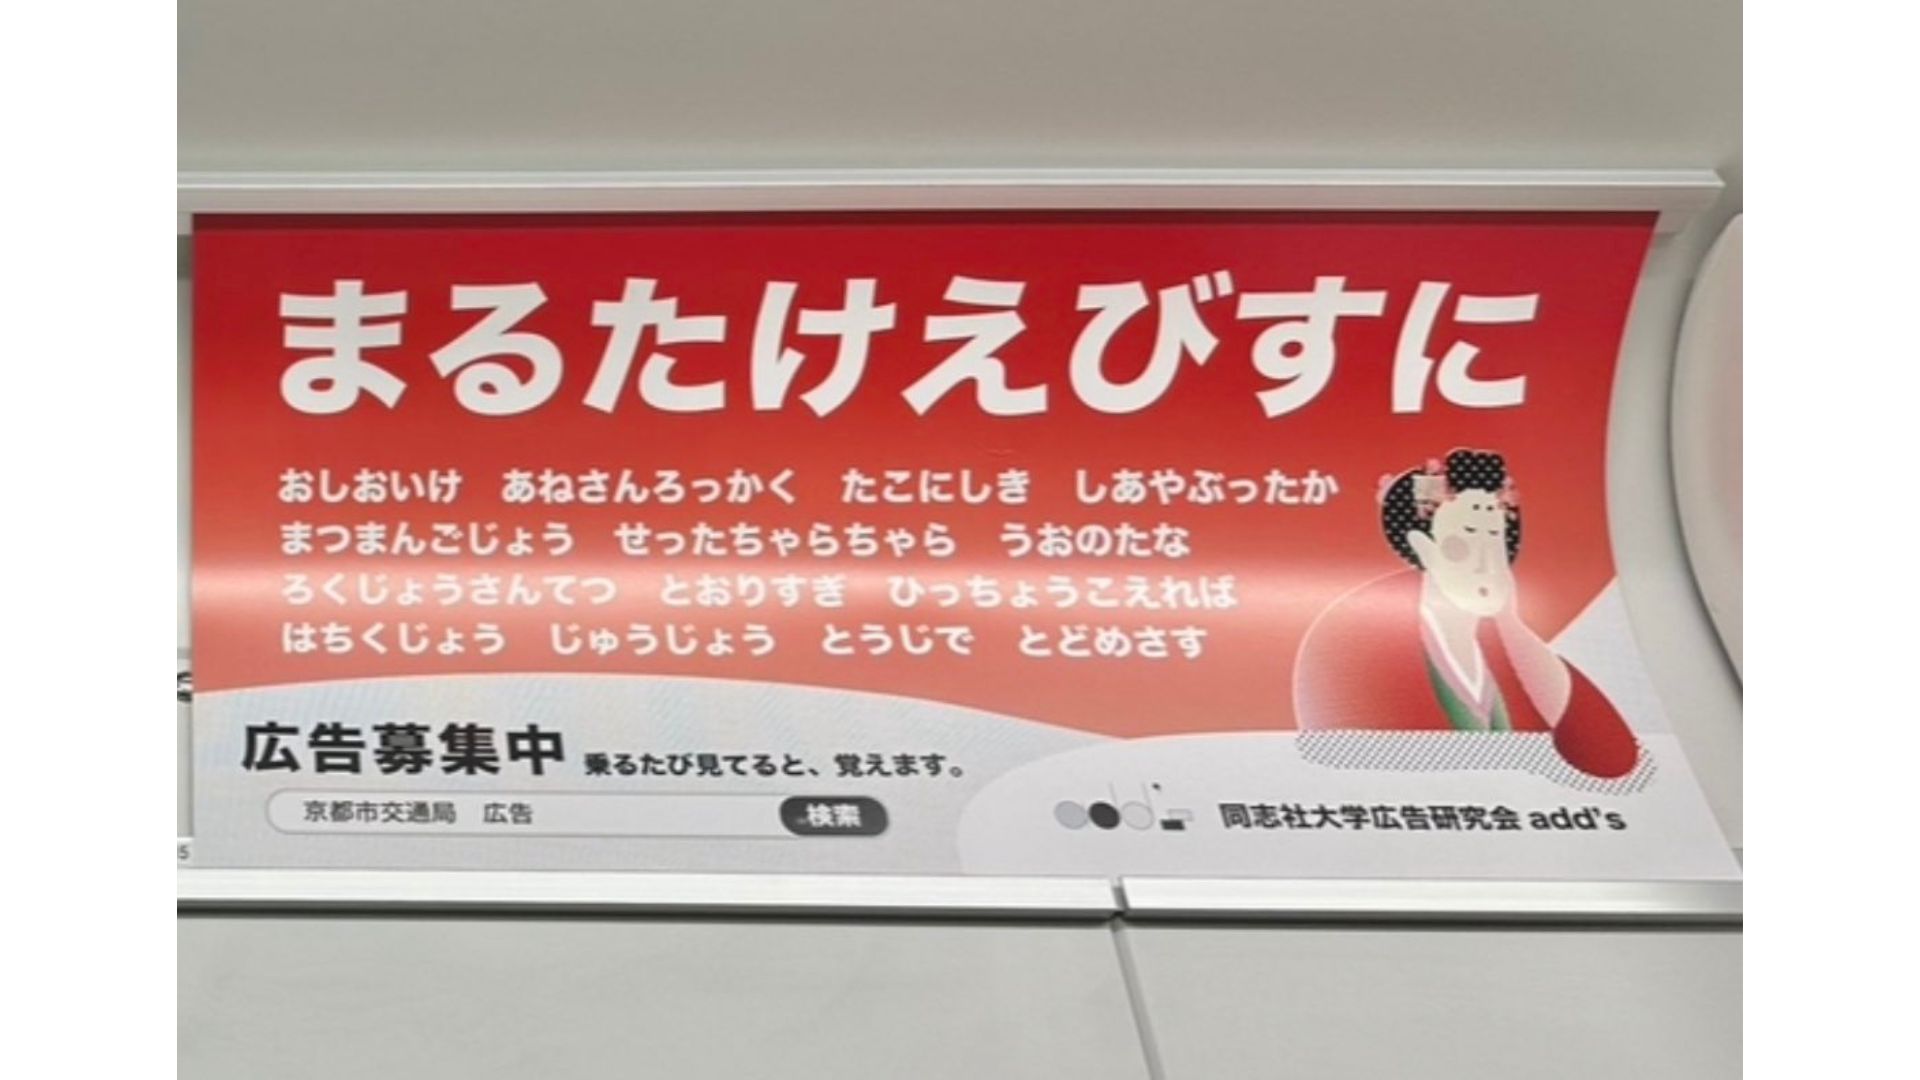 まるたけえびすに
おしおいけ　あねさんろっかく　たこにしき　しあやぶったか
まつまんごじょう　せったちゃらちゃら　うおのたな
ろくじょうさんてつ　とおりすぎ　ひっちょうこえれば
はちくじょう　じゅうじょう　とうじで　とどめさす
広告募集中　乗るたび見てると、覚えます。
京都市交通局　広告　検索
add's　同志社大学広告研究会 add's
5